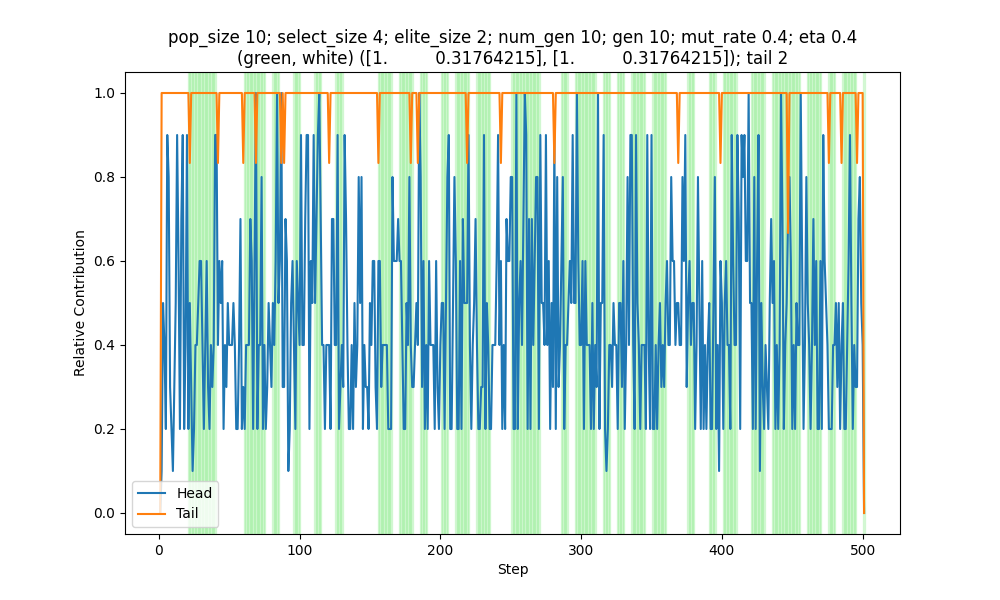 pop_size 10; select_size 4; elite_size 2; num_gen 10; gen 10; mut_rate 0.4; eta 0.4
(green, white) ([1.          0.31764215], [1.          0.31764215]); tail 2
1.0
0.8
0.6
0.4
0.2
0.0
Relative Contribution
Head
Tail
0
100
200
300
400
500
Step